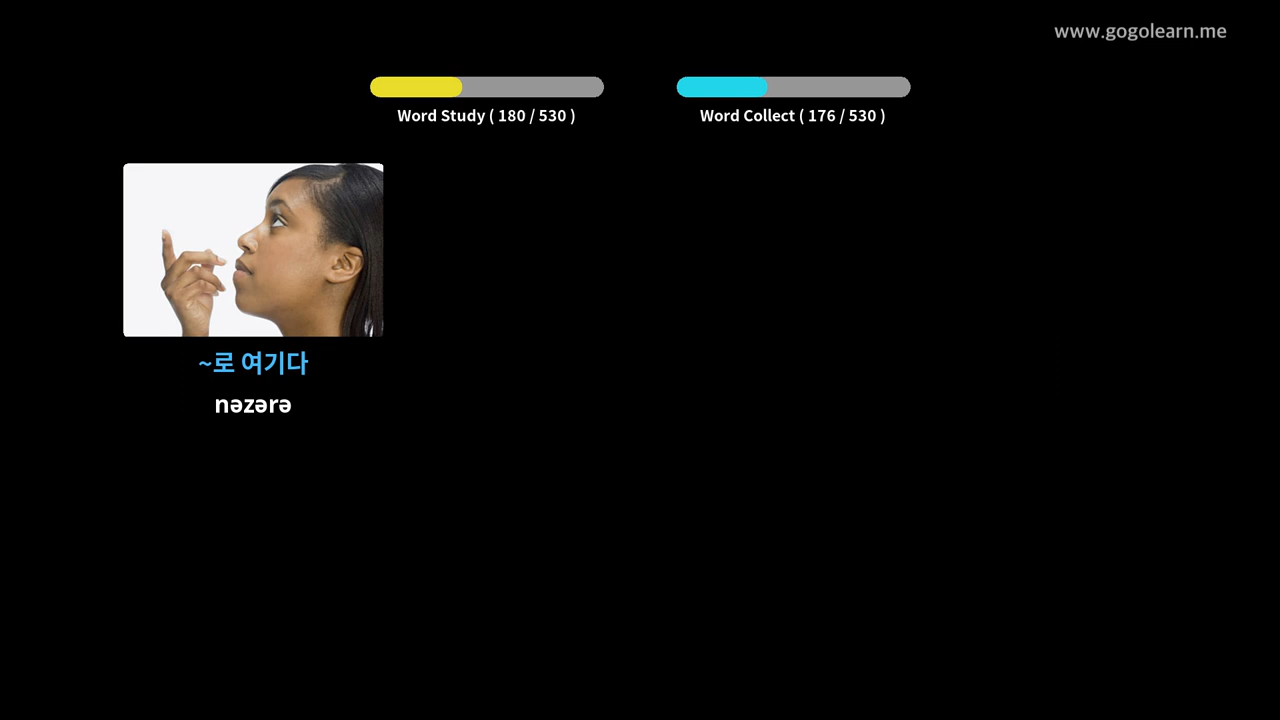 www.gogolearn.me
Word Study ( 180 / 530 )
Word Collect ( 176 / 530 )
~로 여기다
nəzərə